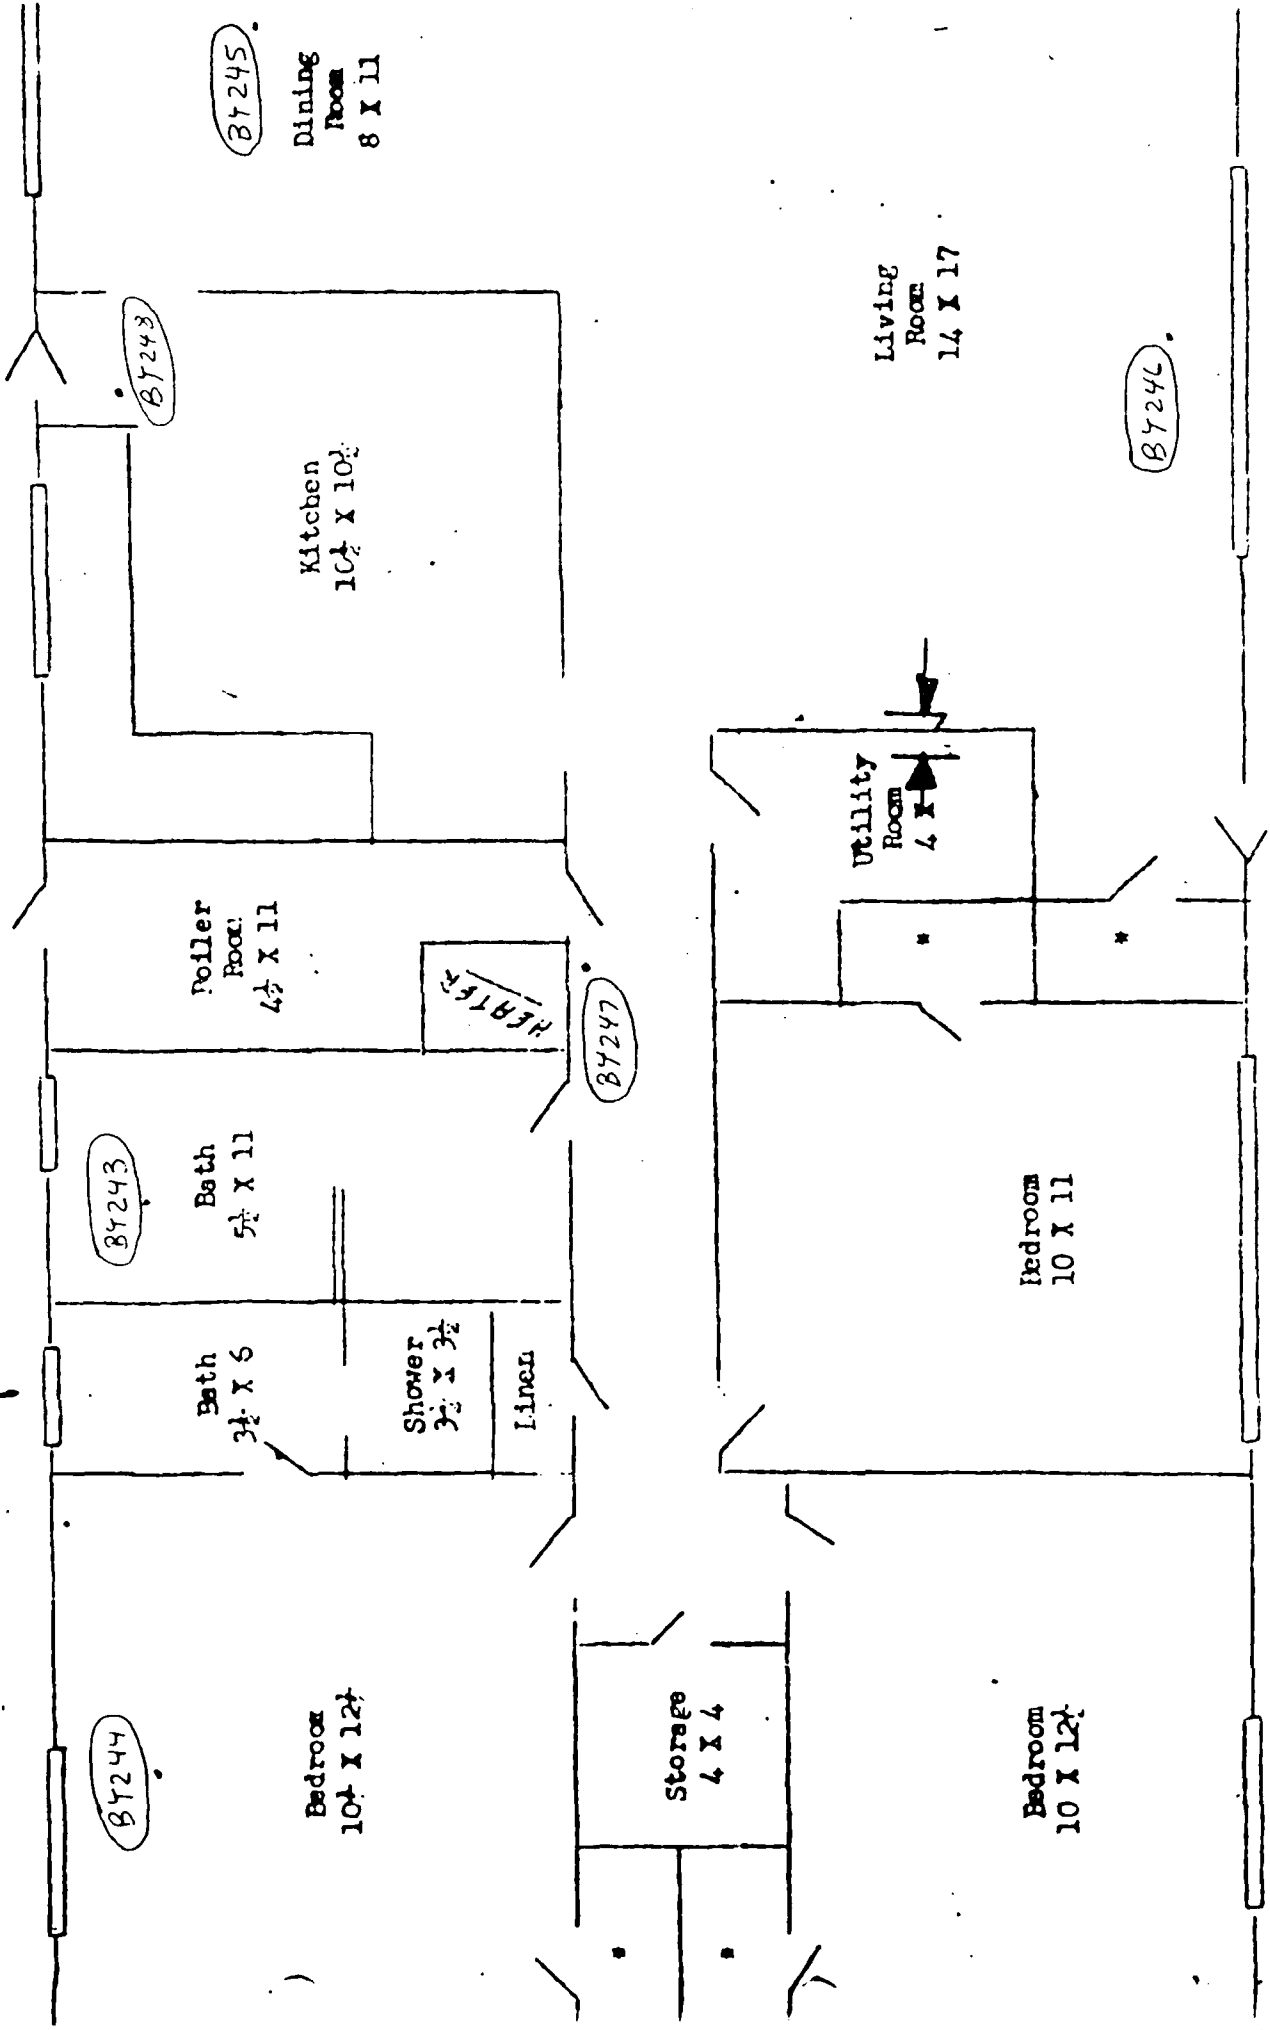 BY244
Bedroom
10½ X 12½
Bath
3½ X 6
Shower
3½ X 3½
Linen
BY243
Bath
5½ X 11
Boiler
Room
4½ X 11
HEATER
BY247
Kitchen
10½ X 10½
BY248
BY245
Dining
Room
8 X 11
*
*
Storage
4 X 4
Bedroom
10 X 12½
Bedroom
10 X 11
*
*
Utility
Room
4 X
Living
Room
14 X 17
BY246